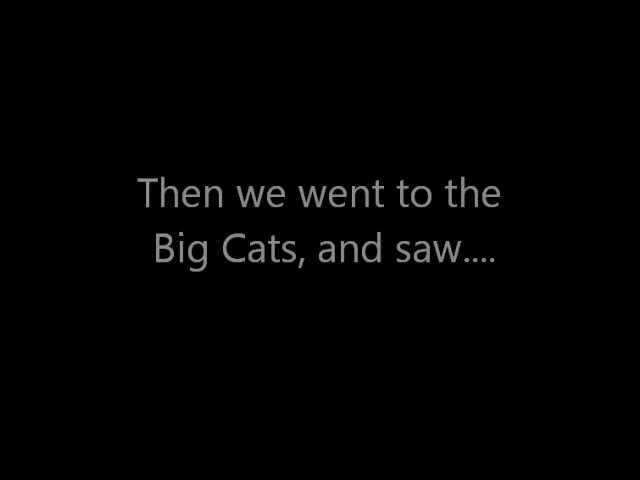 Then we went to the
Big Cats, and saw....